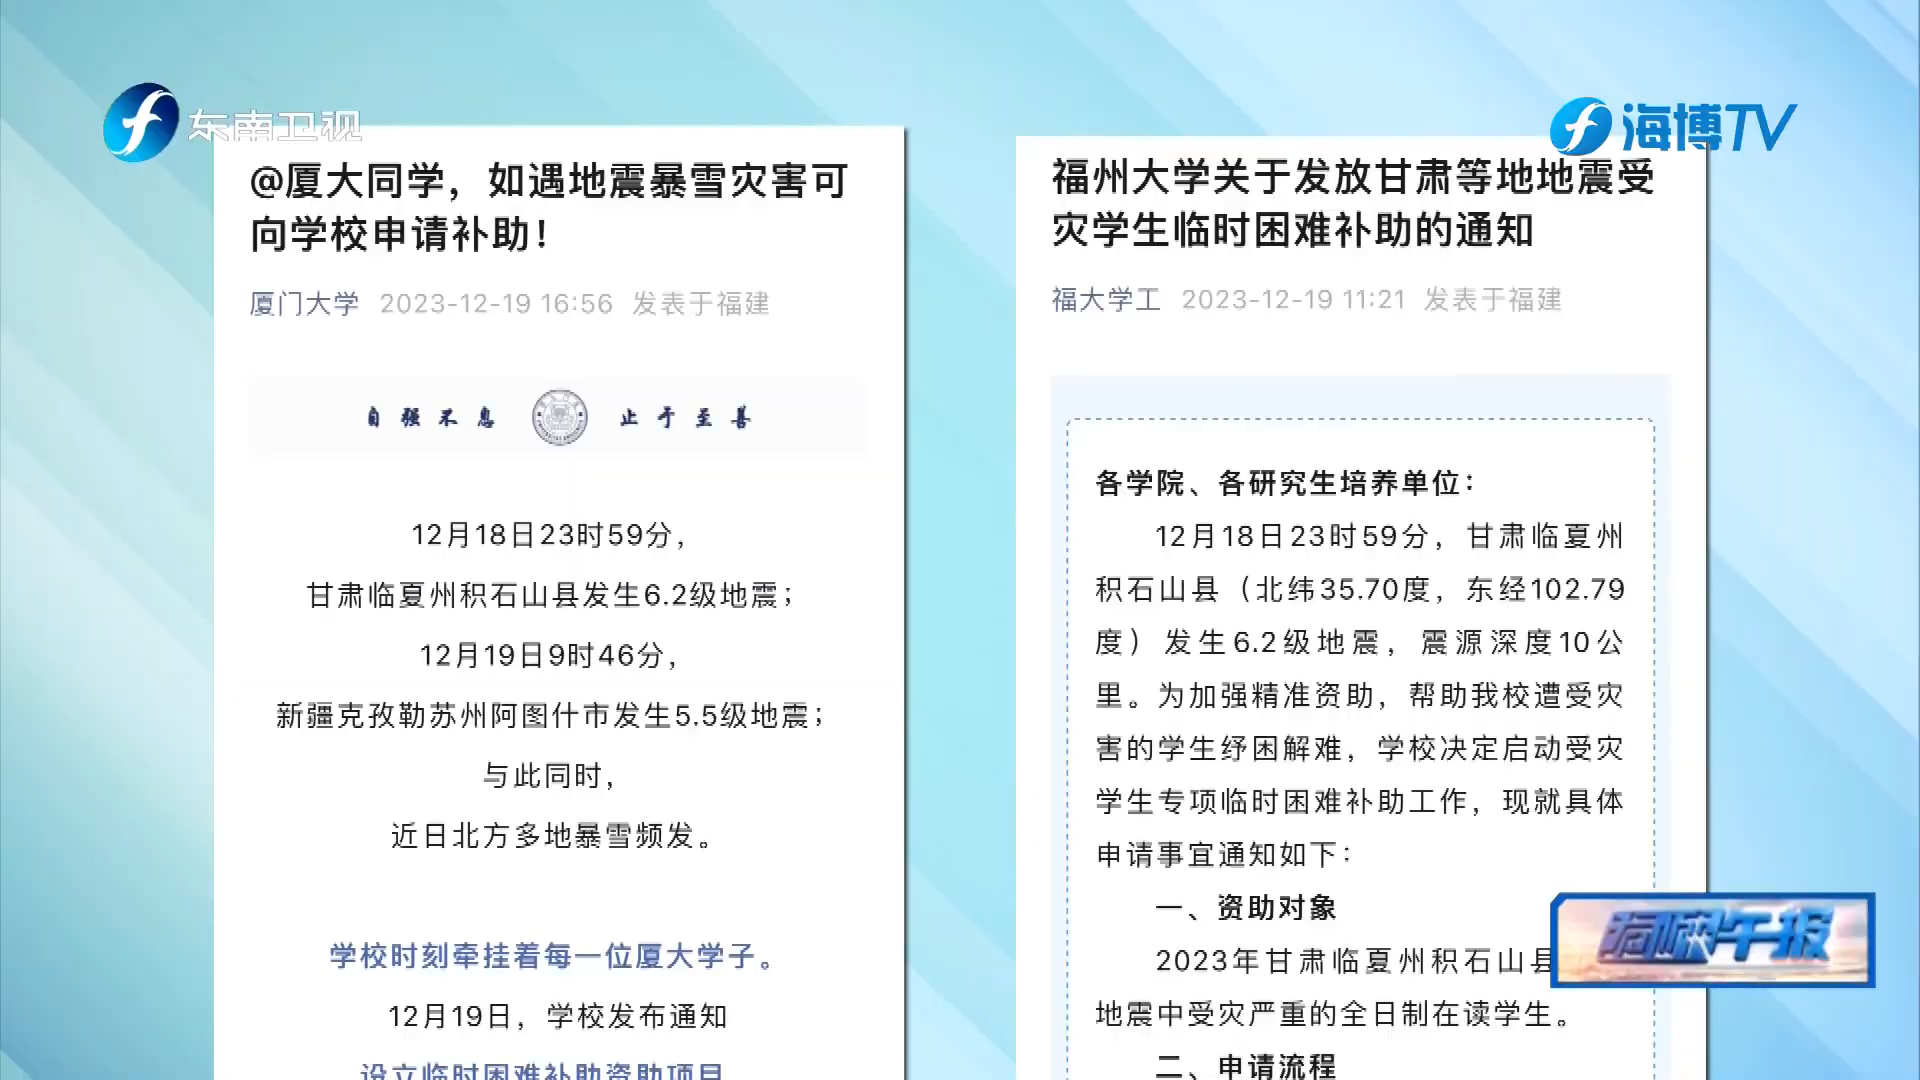 东南卫视
海博TV
@厦大同学，如遇地震暴雪灾害可
向学校申请补助！
厦门大学 2023-12-19 16:56 发表于福建
自强不息 止于至善
12月18日23时59分，
甘肃临夏州积石山县发生6.2级地震；
12月19日9时46分，
新疆克孜勒苏州阿图什市发生5.5级地震；
与此同时，
近日北方多地暴雪频发。
学校时刻牵挂着每一位厦大学子。
12月19日，学校发布通知
设立临时困难补助资助项目
福州大学关于发放甘肃等地地震受
灾学生临时困难补助的通知
福大学工 2023-12-19 11:21 发表于福建
各学院、各研究生培养单位：
12月18日23时59分，甘肃临夏州
积石山县（北纬35.70度，东经102.79
度）发生6.2级地震，震源深度10公
里。为加强精准资助，帮助我校遭受灾
害的学生纾困解难，学校决定启动受灾
学生专项临时困难补助工作，现就具体
申请事宜通知如下：
一、资助对象
2023年甘肃临夏州积石山县
地震中受灾严重的全日制在读学生。
二、申请流程
海峡午报